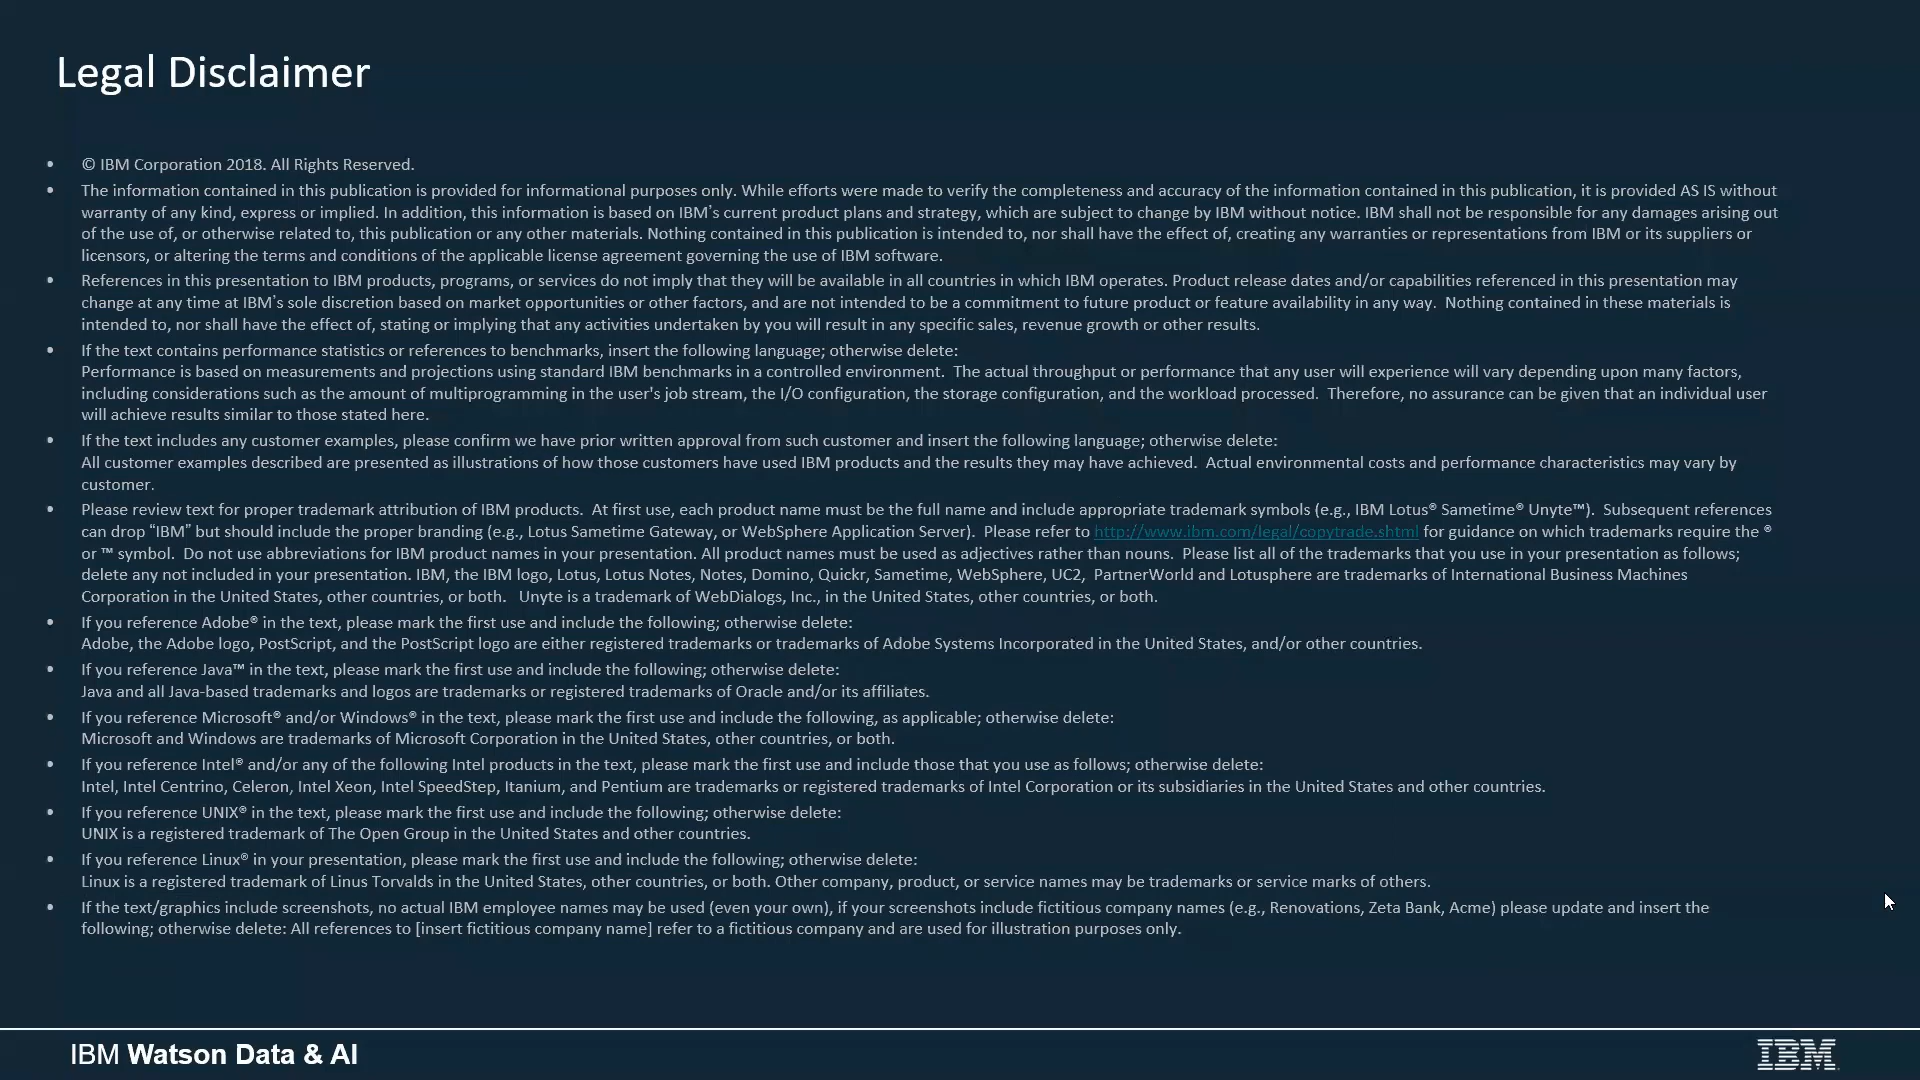 Legal Disclaimer
• © IBM Corporation 2018. All Rights Reserved.
• The information contained in this publication is provided for informational purposes only. While efforts were made to verify the completeness and accuracy of the information contained in this publication, it is provided AS IS without
warranty of any kind, express or implied. In addition, this information is based on IBM's current product plans and strategy, which are subject to change by IBM without notice. IBM shall not be responsible for any damages arising out
of the use of, or otherwise related to, this publication or any other materials. Nothing contained in this publication is intended to, nor shall have the effect of, creating any warranties or representations from IBM or its suppliers or
licensors, or altering the terms and conditions of the applicable license agreement governing the use of IBM software.
• References in this presentation to IBM products, programs, or services do not imply that they will be available in all countries in which IBM operates. Product release dates and/or capabilities referenced in this presentation may
change at any time at IBM's sole discretion based on market opportunities or other factors, and are not intended to be a commitment to future product or feature availability in any way.  Nothing contained in these materials is
intended to, nor shall have the effect of, stating or implying that any activities undertaken by you will result in any specific sales, revenue growth or other results.
• If the text contains performance statistics or references to benchmarks, insert the following language; otherwise delete:
Performance is based on measurements and projections using standard IBM benchmarks in a controlled environment.  The actual throughput or performance that any user will experience will vary depending upon many factors,
including considerations such as the amount of multiprogramming in the user's job stream, the I/O configuration, the storage configuration, and the workload processed.  Therefore, no assurance can be given that an individual user
will achieve results similar to those stated here.
• If the text includes any customer examples, please confirm we have prior written approval from such customer and insert the following language; otherwise delete:
All customer examples described are presented as illustrations of how those customers have used IBM products and the results they may have achieved.  Actual environmental costs and performance characteristics may vary by
customer.
• Please review text for proper trademark attribution of IBM products.  At first use, each product name must be the full name and include appropriate trademark symbols (e.g., IBM Lotus® Sametime® Unyte™).  Subsequent references
can drop "IBM" but should include the proper branding (e.g., Lotus Sametime Gateway, or WebSphere Application Server).  Please refer to http://www.ibm.com/legal/copytrade.shtml for guidance on which trademarks require the ®
or ™ symbol.  Do not use abbreviations for IBM product names in your presentation. All product names must be used as adjectives rather than nouns.  Please list all of the trademarks that you use in your presentation as follows;
delete any not included in your presentation. IBM, the IBM logo, Lotus, Lotus Notes, Notes, Domino, Quickr, Sametime, WebSphere, UC2,  PartnerWorld and Lotusphere are trademarks of International Business Machines
Corporation in the United States, other countries, or both.   Unyte is a trademark of WebDialogs, Inc., in the United States, other countries, or both.
• If you reference Adobe® in the text, please mark the first use and include the following; otherwise delete:
Adobe, the Adobe logo, PostScript, and the PostScript logo are either registered trademarks or trademarks of Adobe Systems Incorporated in the United States, and/or other countries.
• If you reference Java™ in the text, please mark the first use and include the following; otherwise delete:
Java and all Java-based trademarks and logos are trademarks or registered trademarks of Oracle and/or its affiliates.
• If you reference Microsoft® and/or Windows® in the text, please mark the first use and include the following, as applicable; otherwise delete:
Microsoft and Windows are trademarks of Microsoft Corporation in the United States, other countries, or both.
• If you reference Intel® and/or any of the following Intel products in the text, please mark the first use and include those that you use as follows; otherwise delete:
Intel, Intel Centrino, Celeron, Intel Xeon, Intel SpeedStep, Itanium, and Pentium are trademarks or registered trademarks of Intel Corporation or its subsidiaries in the United States and other countries.
• If you reference UNIX® in the text, please mark the first use and include the following; otherwise delete:
UNIX is a registered trademark of The Open Group in the United States and other countries.
• If you reference Linux® in your presentation, please mark the first use and include the following; otherwise delete:
Linux is a registered trademark of Linus Torvalds in the United States, other countries, or both. Other company, product, or service names may be trademarks or service marks of others.
• If the text/graphics include screenshots, no actual IBM employee names may be used (even your own), if your screenshots include fictitious company names (e.g., Renovations, Zeta Bank, Acme) please update and insert the
following; otherwise delete: All references to [insert fictitious company name] refer to a fictitious company and are used for illustration purposes only.
IBM Watson Data & AI
IBM